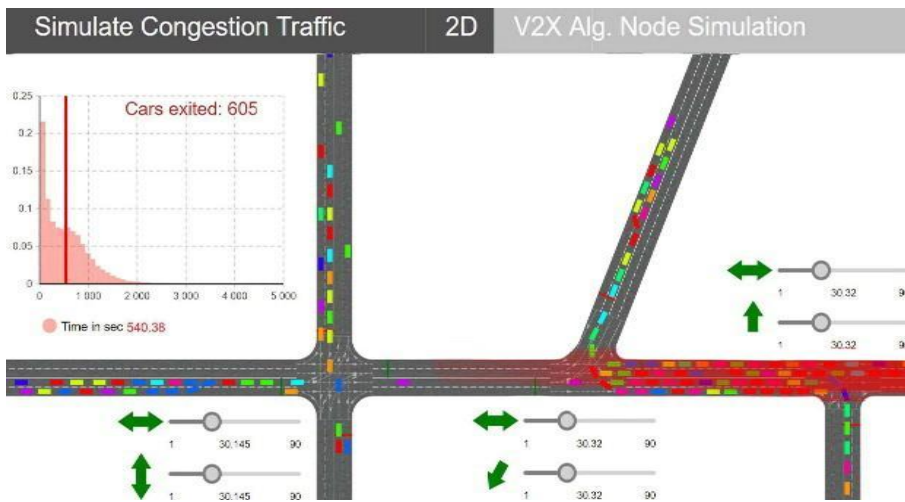 Simulate Congestion Traffic 2D V2X Alg. Node Simulation
0.25
Cars exited: 605
0.2
0.15
0.1
0.05
0
0 1 000 2 000 3 000 4 000 5 000
Time in sec 540.38
1 30.32 90
1 30.32 90
1 30.145 90
1 30.32 90
1 30.145 90
1 30.32 90